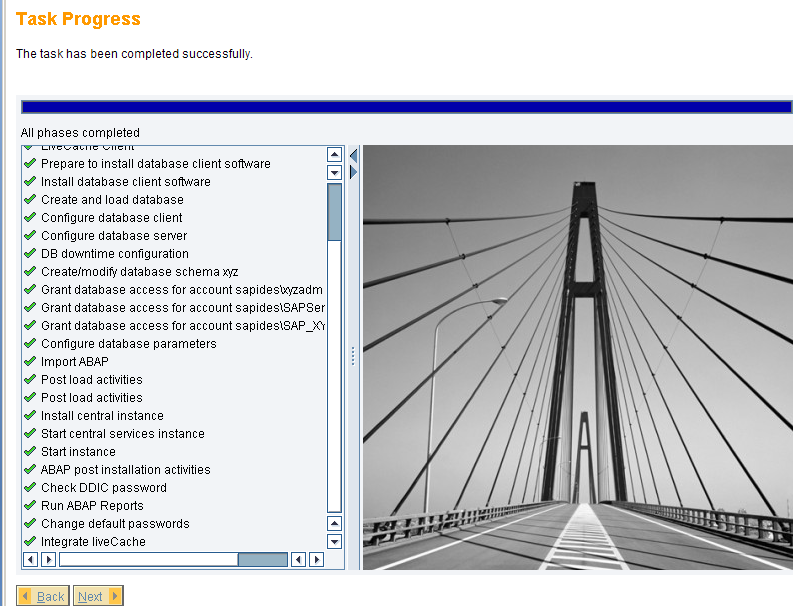 Task Progress
The task has been completed successfully.
All phases completed
LiveCache Client
Prepare to install database client software
Install database client software
Create and load database
Configure database client
Configure database server
DB downtime configuration
Create/modify database schema xyz
Grant database access for account sapides\xyzadm
Grant database access for account sapides\SAPSer
Grant database access for account sapides\SAP_XY
Configure database parameters
Import ABAP
Post load activities
Post load activities
Install central instance
Start central services instance
Start instance
ABAP post installation activities
Check DDIC password
Run ABAP Reports
Change default passwords
Integrate liveCache
Back Next